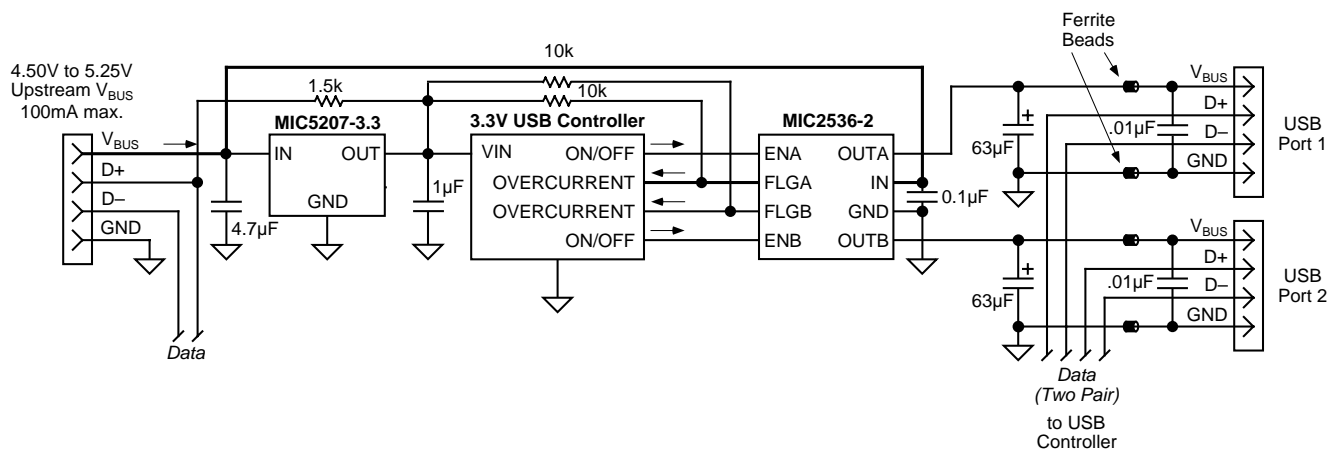 4.50V to 5.25V
Upstream VBUS
100mA max.
VBUS
D+
D–
GND
Data
4.7µF
1.5k
MIC5207-3.3
IN
OUT
GND
1µF
10k
10k
3.3V USB Controller
VIN
ON/OFF
OVERCURRENT
OVERCURRENT
ON/OFF
MIC2536-2
ENA
OUTA
FLGA
IN
FLGB
GND
ENB
OUTB
0.1µF
Ferrite
Beads
+
63µF
.01µF
VBUS
D+
D–
GND
USB
Port 1
+
63µF
.01µF
VBUS
D+
D–
GND
USB
Port 2
Data
(Two Pair)
to USB
Controller